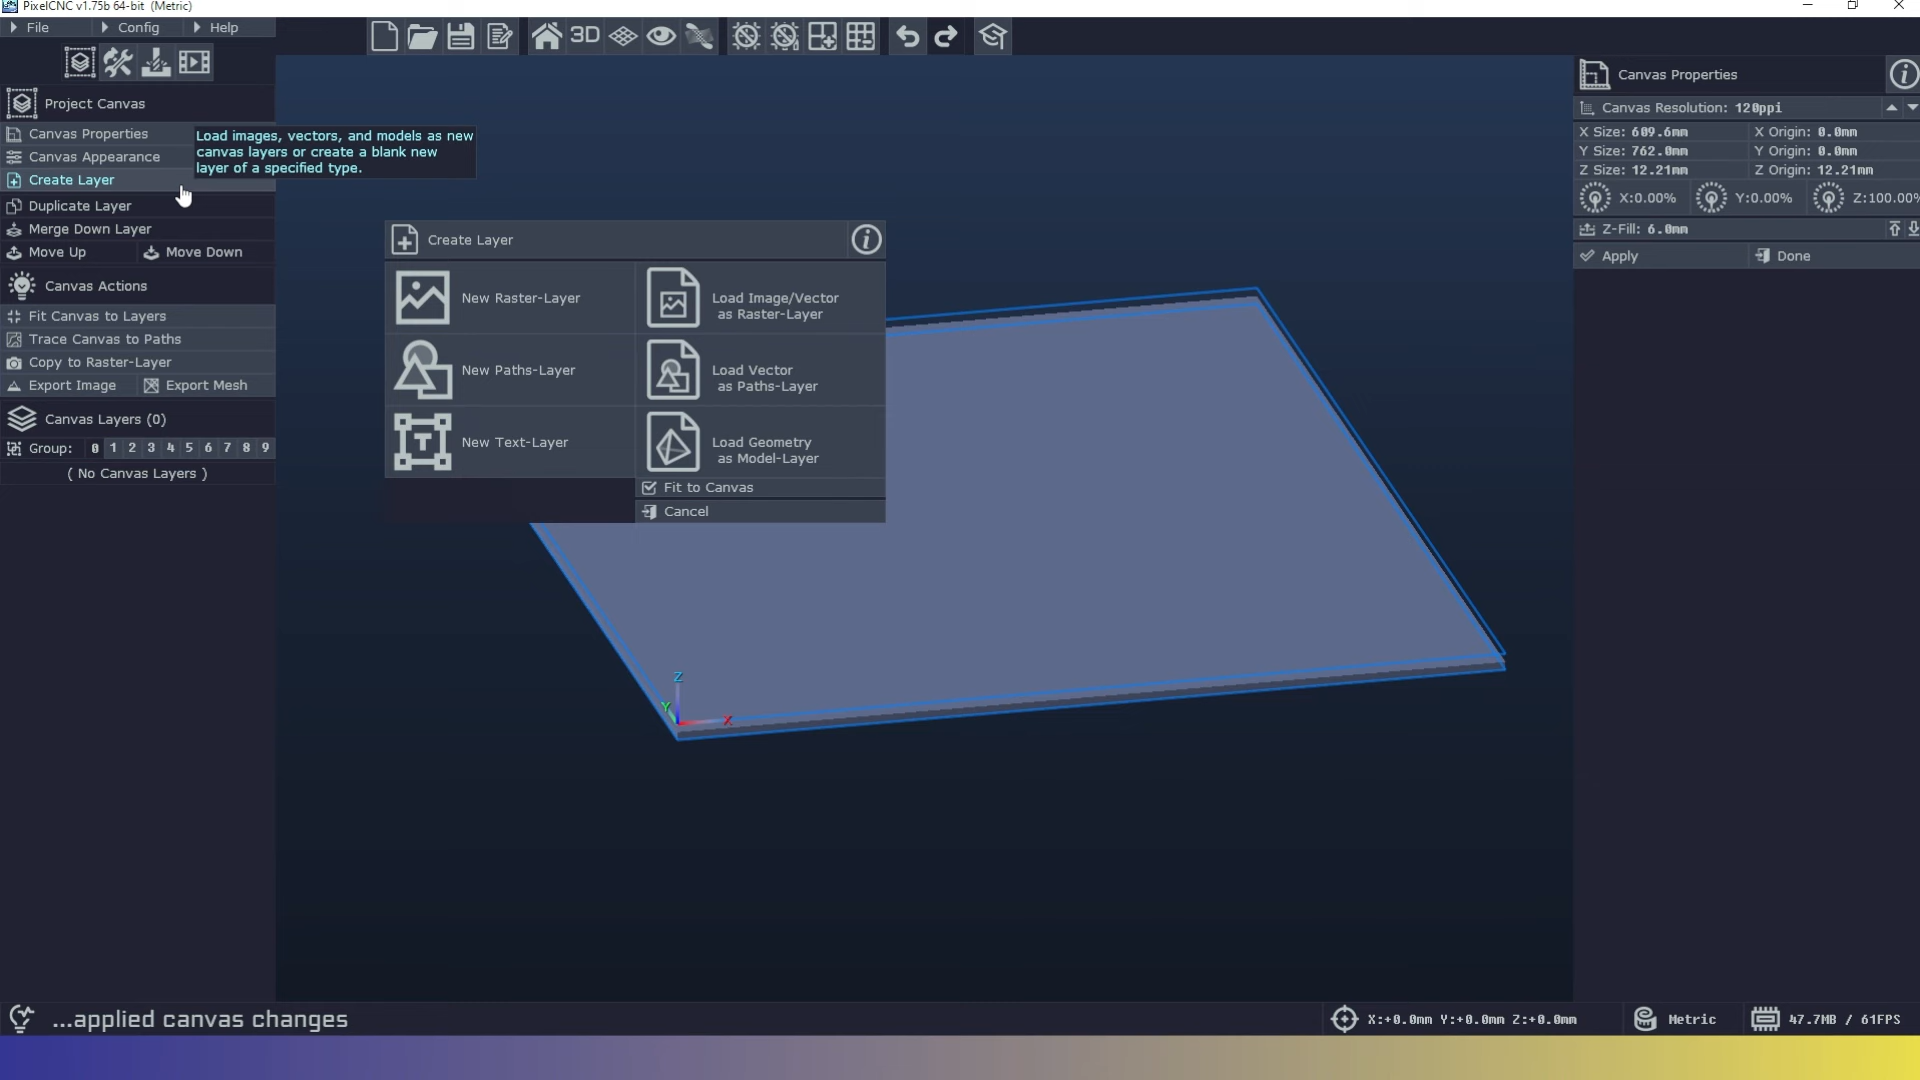 PixelCNC v1.75b 64-bit (Metric)
File
Config
Help
3D
Project Canvas
Canvas Properties
Canvas Appearance
Create Layer
Duplicate Layer
Merge Down Layer
Move Up
Move Down
Canvas Actions
Fit Canvas to Layers
Trace Canvas to Paths
Copy to Raster-Layer
Export Image
Export Mesh
Canvas Layers (0)
Group: 0 1 2 3 4 5 6 7 8 9
( No Canvas Layers )
Load images, vectors, and models as new
canvas layers or create a blank new
layer of a specified type.
Create Layer
New Raster-Layer
Load Image/Vector
as Raster-Layer
New Paths-Layer
Load Vector
as Paths-Layer
New Text-Layer
Load Geometry
as Model-Layer
Fit to Canvas
Cancel
Z
Y
X
Canvas Properties
Canvas Resolution: 120ppi
X Size: 609.6mm
X Origin: 0.0mm
Y Size: 762.0mm
Y Origin: 0.0mm
Z Size: 12.21mm
Z Origin: 12.21mm
X:0.00%
Y:0.00%
Z:100.00%
Z-Fill: 6.0mm
Apply
Done
...applied canvas changes
X:+0.0mm Y:+0.0mm Z:+0.0mm
Metric
47.7MB / 61FPS